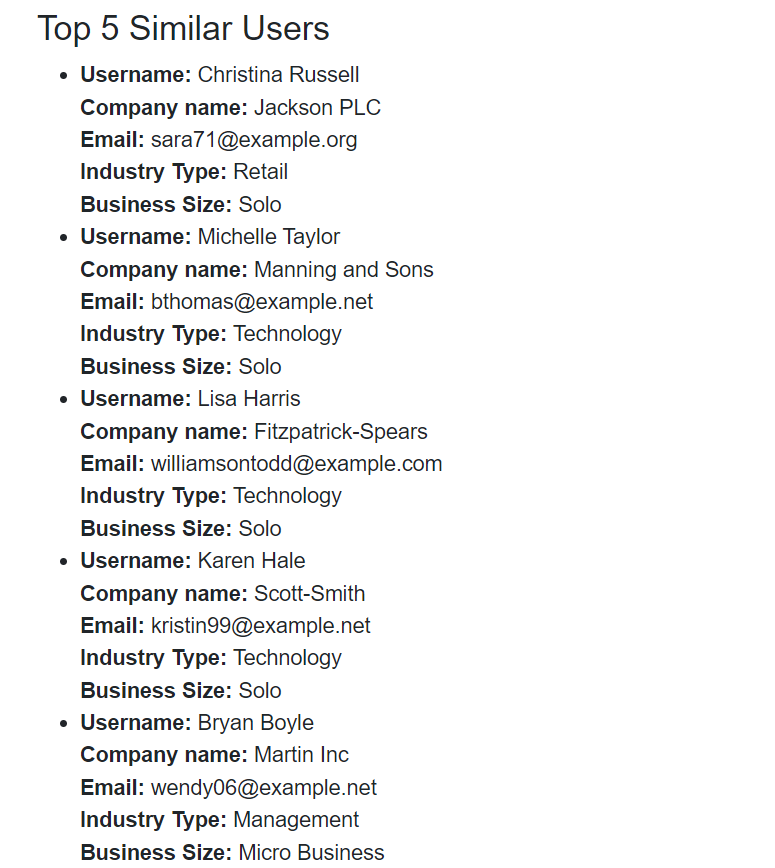 Top 5 Similar Users
Username: Christina Russell
Company name: Jackson PLC
Email: sara71@example.org
Industry Type: Retail
Business Size: Solo
Username: Michelle Taylor
Company name: Manning and Sons
Email: bthomas@example.net
Industry Type: Technology
Business Size: Solo
Username: Lisa Harris
Company name: Fitzpatrick-Spears
Email: williamsontodd@example.com
Industry Type: Technology
Business Size: Solo
Username: Karen Hale
Company name: Scott-Smith
Email: kristin99@example.net
Industry Type: Technology
Business Size: Solo
Username: Bryan Boyle
Company name: Martin Inc
Email: wendy06@example.net
Industry Type: Management
Business Size: Micro Business